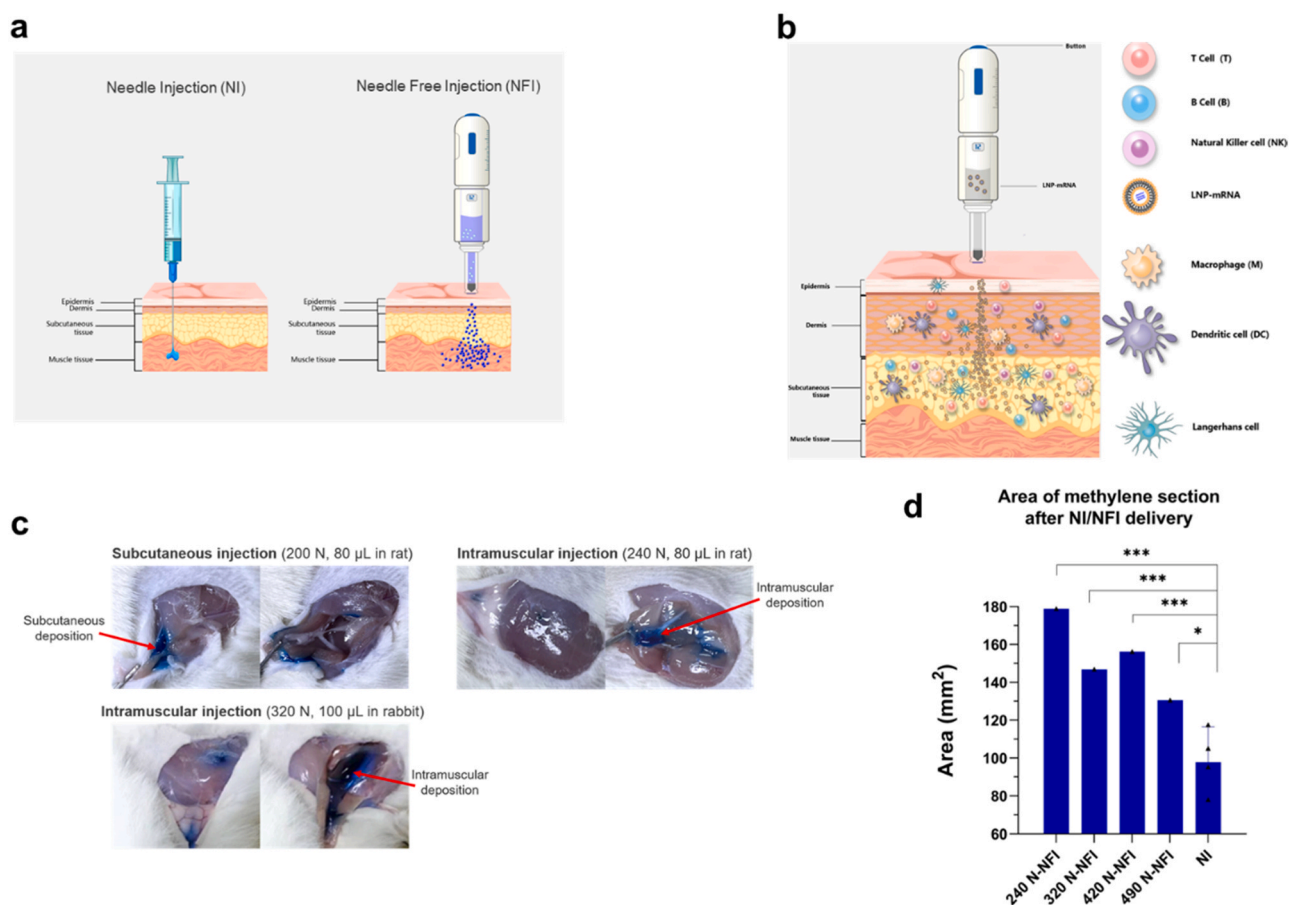 a
Needle Injection (NI)
Needle Free Injection (NFI)
Epidermis
Dermis
Subcutaneous
tissue
Muscle tissue
Epidermis
Dermis
Subcutaneous
tissue
Muscle tissue
b
Button
LNP-mRNA
Epidermis
Dermis
Subcutaneous
tissue
Muscle tissue
T Cell (T)
B Cell (B)
Natural Killer cell (NK)
LNP-mRNA
Macrophage (M)
Dendritic cell (DC)
Langerhans cell
c
Subcutaneous injection (200 N, 80 µL in rat)
Subcutaneous
deposition
Intramuscular injection (240 N, 80 µL in rat)
Intramuscular
deposition
Intramuscular injection (320 N, 100 µL in rabbit)
Intramuscular
deposition
d
Area of methylene section
after NI/NFI delivery
***
***
***
*
Area (mm²)
180
160
140
120
100
80
60
240 N-NFI
320 N-NFI
420 N-NFI
490 N-NFI
NI